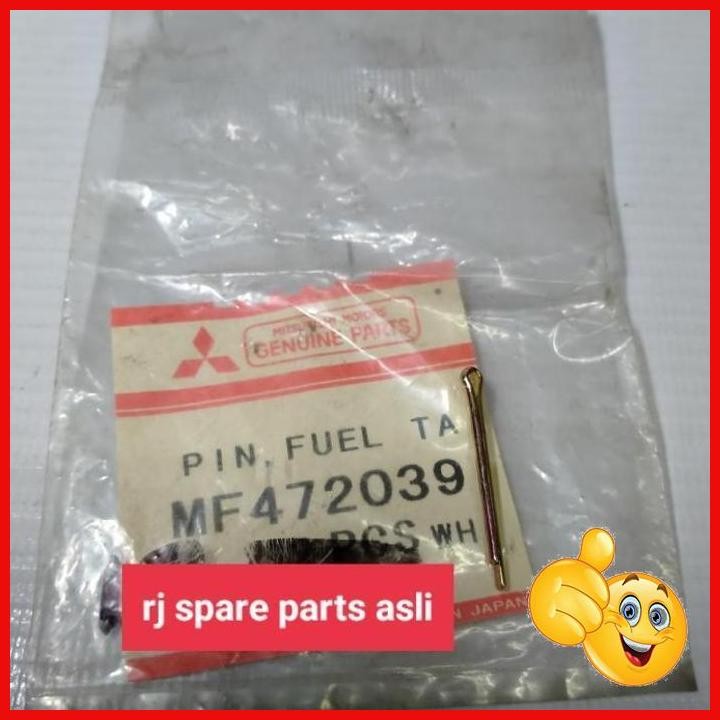 MITSUBISHI MOTORS
GENUINE PARTS
PIN, FUEL TA
MF472039
PCS WH
rj spare parts asli
N JAPAN